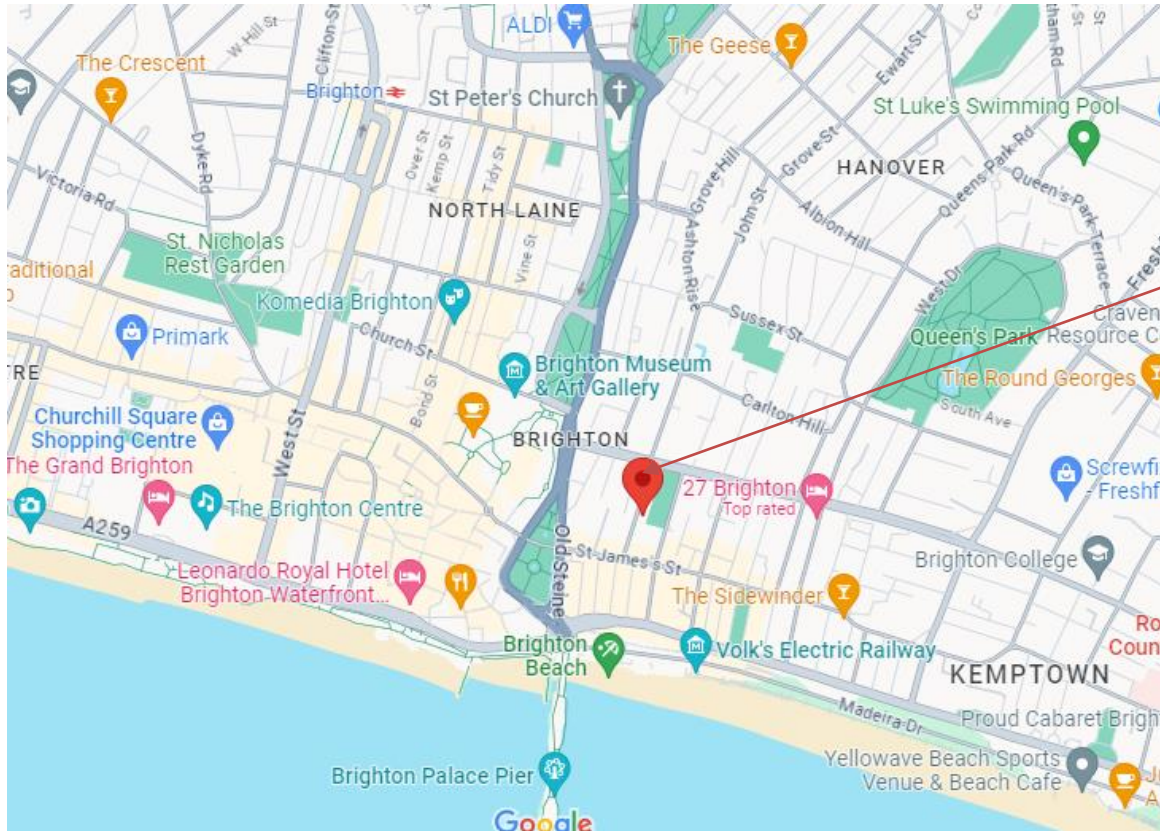 ALDI
The Geese
Ewart St
W Hill St
Clifton St
The Crescent
Brighton
St Peter's Church
St Luke's Swimming Pool
Over St
Kemp St
Tidy St
Grove Hill
Grove St
HANOVER
Queens Park Rd
Dyke Rd
Victoria Rd
NORTH LAINE
John St
Albion Hill
Queen's Park Terrace
St. Nicholas
Rest Garden
Vine St
Ashton Rise
West Dr
Komedia Brighton
Sussex St
Primark
Church St
Queen's Park
Craven
Brighton Museum
& Art Gallery
The Round Georges
Bond St
Carlton Hill
South Ave
Churchill Square
Shopping Centre
West St
BRIGHTON
The Grand Brighton
27 Brighton
Top rated
The Brighton Centre
A259
Old Steine
St James's St
Brighton College
Leonardo Royal Hotel
Brighton Waterfront...
The Sidewinder
Brighton
Beach
Volk's Electric Railway
KEMPTOWN
Madeira Dr
Proud Cabaret Brigh
Brighton Palace Pier
Yellowave Beach Sports
Venue & Beach Cafe
Google